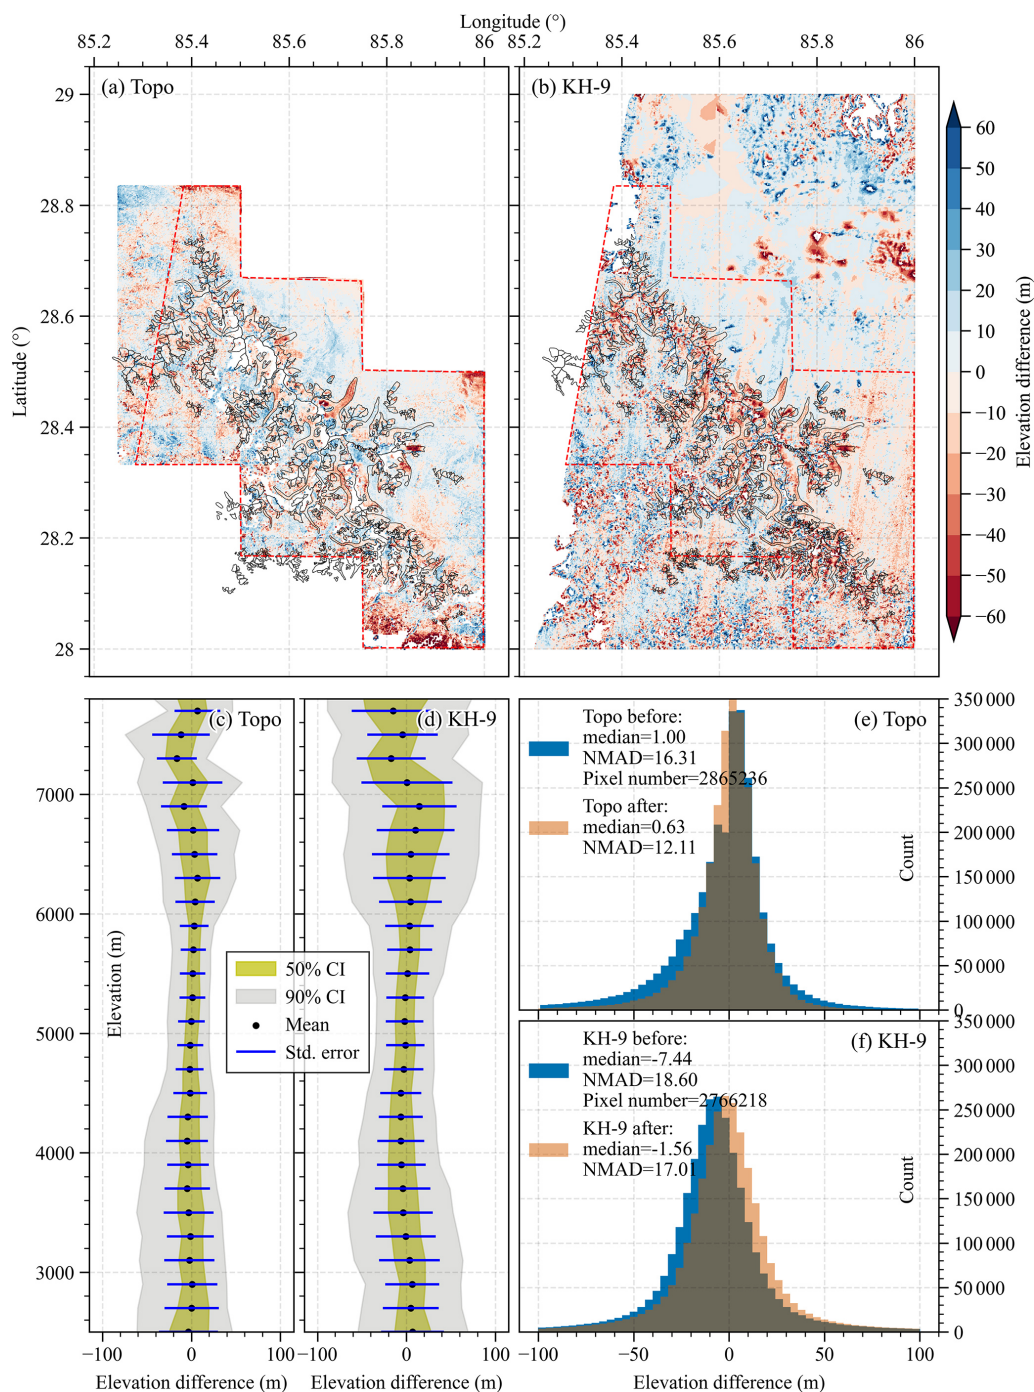 Longitude (°)
85.2 85.4 85.6 85.8 86 85.2 85.4 85.6 85.8 86
(a) Topo
(b) KH-9
29
28.8
28.6
28.4
28.2
28
Latitude (°)
60
50
40
30
20
10
0
−10
−20
−30
−40
−50
−60
Elevation difference (m)
(c) Topo
(d) KH-9
7000
6000
5000
4000
3000
Elevation (m)
50% CI
90% CI
Mean
Std. error
−100 0 100
−100 0 100
Elevation difference (m)
Elevation difference (m)
(e) Topo
Topo before:
median=1.00
NMAD=16.31
Pixel number=2865236
Topo after:
median=0.63
NMAD=12.11
350 000
300 000
250 000
200 000
150 000
100 000
50 000
0
Count
(f) KH-9
KH-9 before:
median=-7.44
NMAD=18.60
Pixel number=2766218
KH-9 after:
median=-1.56
NMAD=17.01
350 000
300 000
250 000
200 000
150 000
100 000
50 000
0
Count
−100 −50 0 50 100
Elevation difference (m)